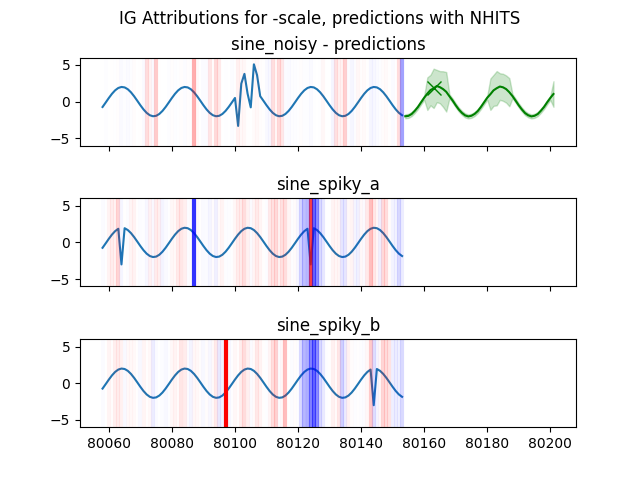 IG Attributions for -scale, predictions with NHITS
sine_noisy - predictions
5
0
−5
sine_spiky_a
5
0
−5
sine_spiky_b
5
0
−5
80060 80080 80100 80120 80140 80160 80180 80200